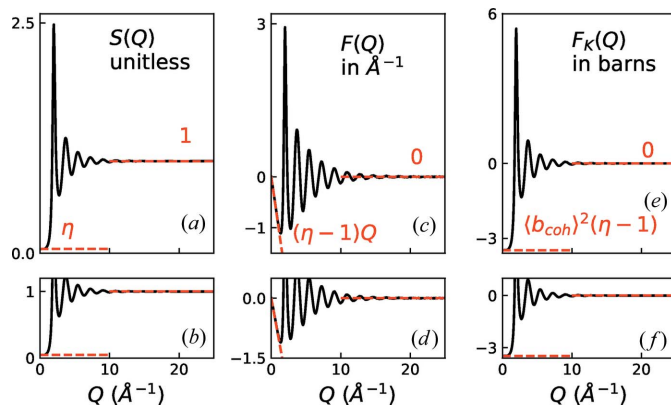 2.5
S(Q)
unitless
1
η
(a)
0.0
3
F(Q)
in Å⁻¹
0
0
−1
(η−1)Q
(c)
6
F_K(Q)
in barns
0
0
(e)
⟨b_coh⟩²(η−1)
−3
1
0
(b)
0
10
20
Q (Å⁻¹)
0.0
−1.5
(d)
0
10
20
Q (Å⁻¹)
0
−3
(f)
0
10
20
Q (Å⁻¹)